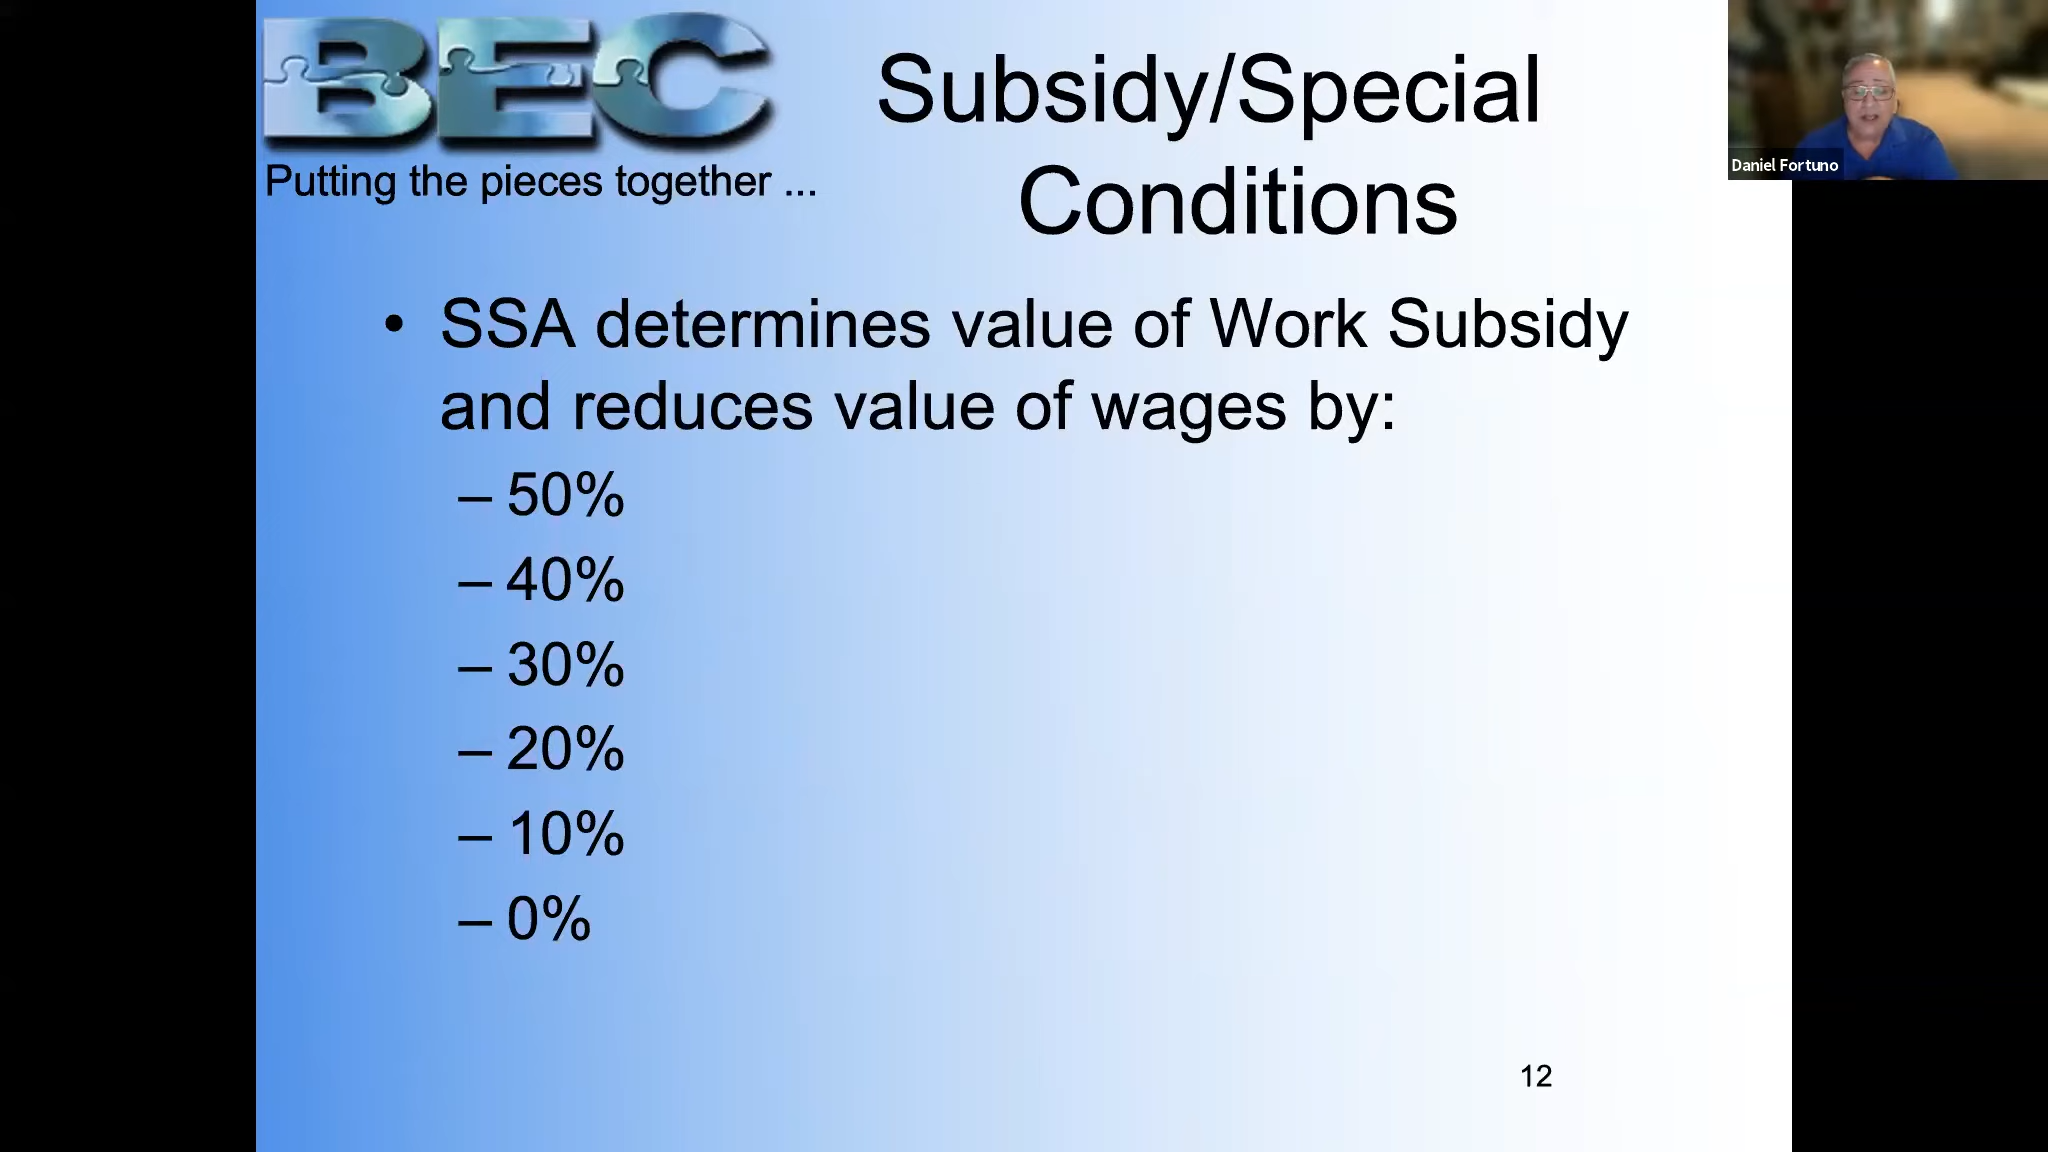 BEC
Putting the pieces together ...
Subsidy/Special
Conditions
Daniel Fortuno
• SSA determines value of Work Subsidy
and reduces value of wages by:
– 50%
– 40%
– 30%
– 20%
– 10%
– 0%
12